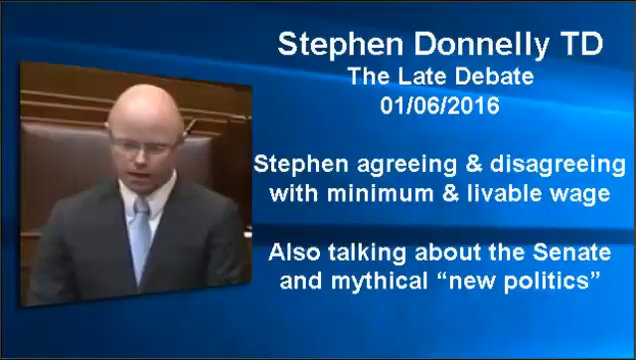 Stephen Donnelly TD
The Late Debate
01/06/2016
Stephen agreeing & disagreeing
with minimum & livable wage
Also talking about the Senate
and mythical “new politics”